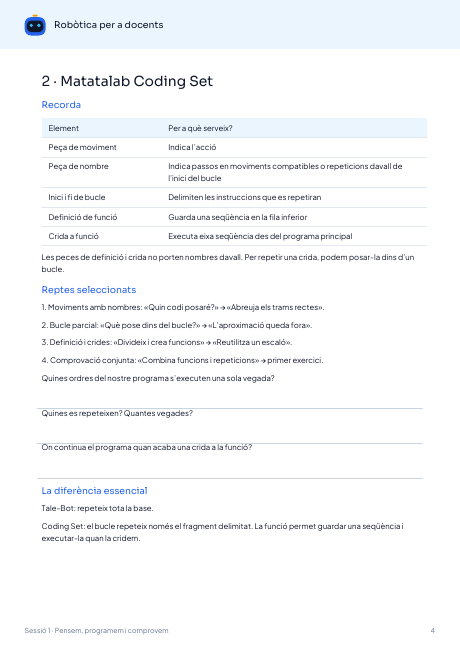 Robòtica per a docents
2 · Matatalab Coding Set
Recorda
Element Per a què serveix?
Peça de moviment Indica l'acció
Peça de nombre Indica passos en moviments compatibles o repeticions davall de
l'inici del bucle
Inici i fi de bucle Delimiten les instruccions que es repetiran
Definició de funció Guarda una seqüència en la fila inferior
Crida a funció Executa eixa seqüència des del programa principal
Les peces de definició i crida no porten nombres davall. Per repetir una crida, podem posar-la dins d'un
bucle.
Reptes seleccionats
1. Moviments amb nombres: «Quin codi posaré?» → «Abreuja els trams rectes».
2. Bucle parcial: «Què pose dins del bucle?» → «L'aproximació queda fora».
3. Definició i crides: «Divideix i crea funcions» → «Reutilitza un escaló».
4. Comprovació conjunta: «Combina funcions i repeticions» → primer exercici.
Quines ordres del nostre programa s'executen una sola vegada?
Quines es repeteixen? Quantes vegades?
On continua el programa quan acaba una crida a la funció?
La diferència essencial
Tale-Bot: repeteix tota la base.
Coding Set: el bucle repeteix només el fragment delimitat. La función permet guardar una seqüència i
executar-la quan la cridem.
Sessió 1 · Pensem, programem i comprovem 4